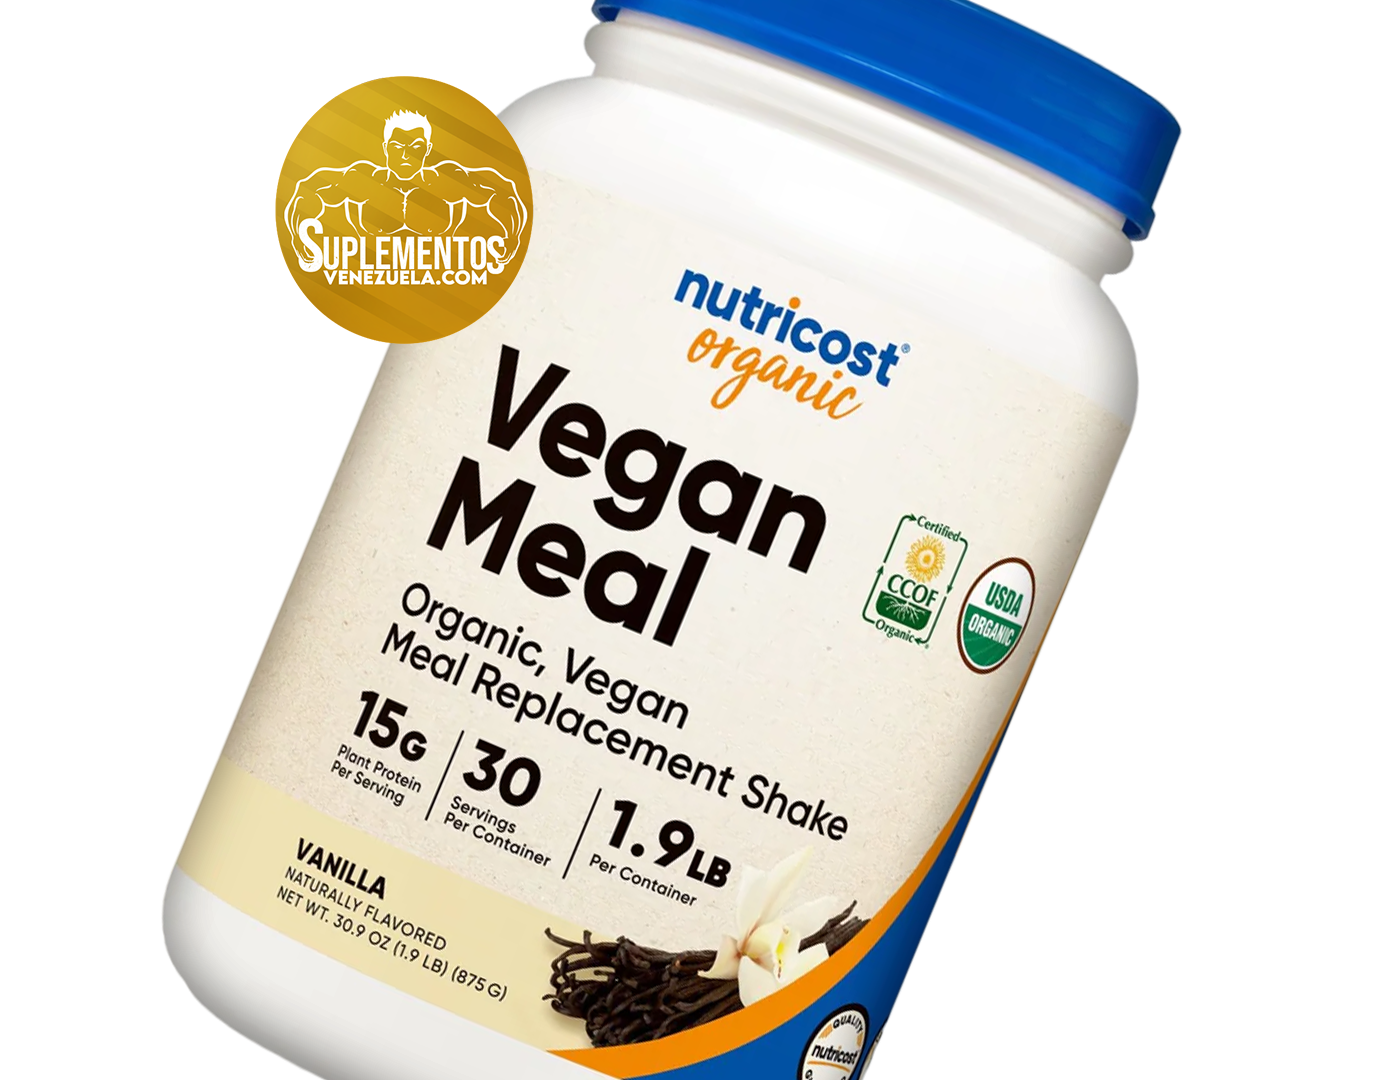 SUPLEMENTOS
VENEZUELA.COM
nutricost®
organic
Vegan
Meal
Organic, Vegan
Meal Replacement Shake
15G
Plant Protein
Per Serving
30
Servings
Per Container
1.9LB
Per Container
Certified
CCOF
Organic
USDA
ORGANIC
VANILLA
NATURALLY FLAVORED
NET WT. 30.9 OZ (1.9 LB) (875 G)
QUALITY
nutricost